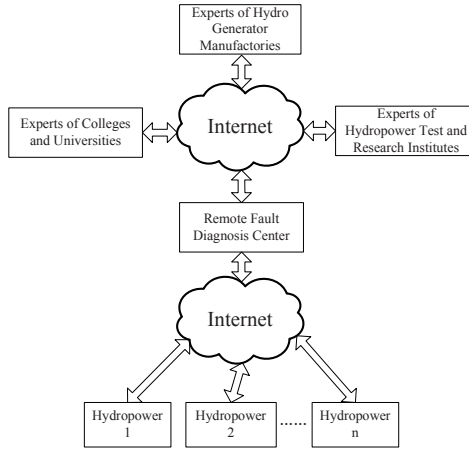 Experts of Hydro
Generator
Manufactories
Experts of Colleges
and Universities
Internet
Experts of
Hydropower Test and
Research Institutes
Remote Fault
Diagnosis Center
Internet
Hydropower
1
Hydropower
2
......
Hydropower
n